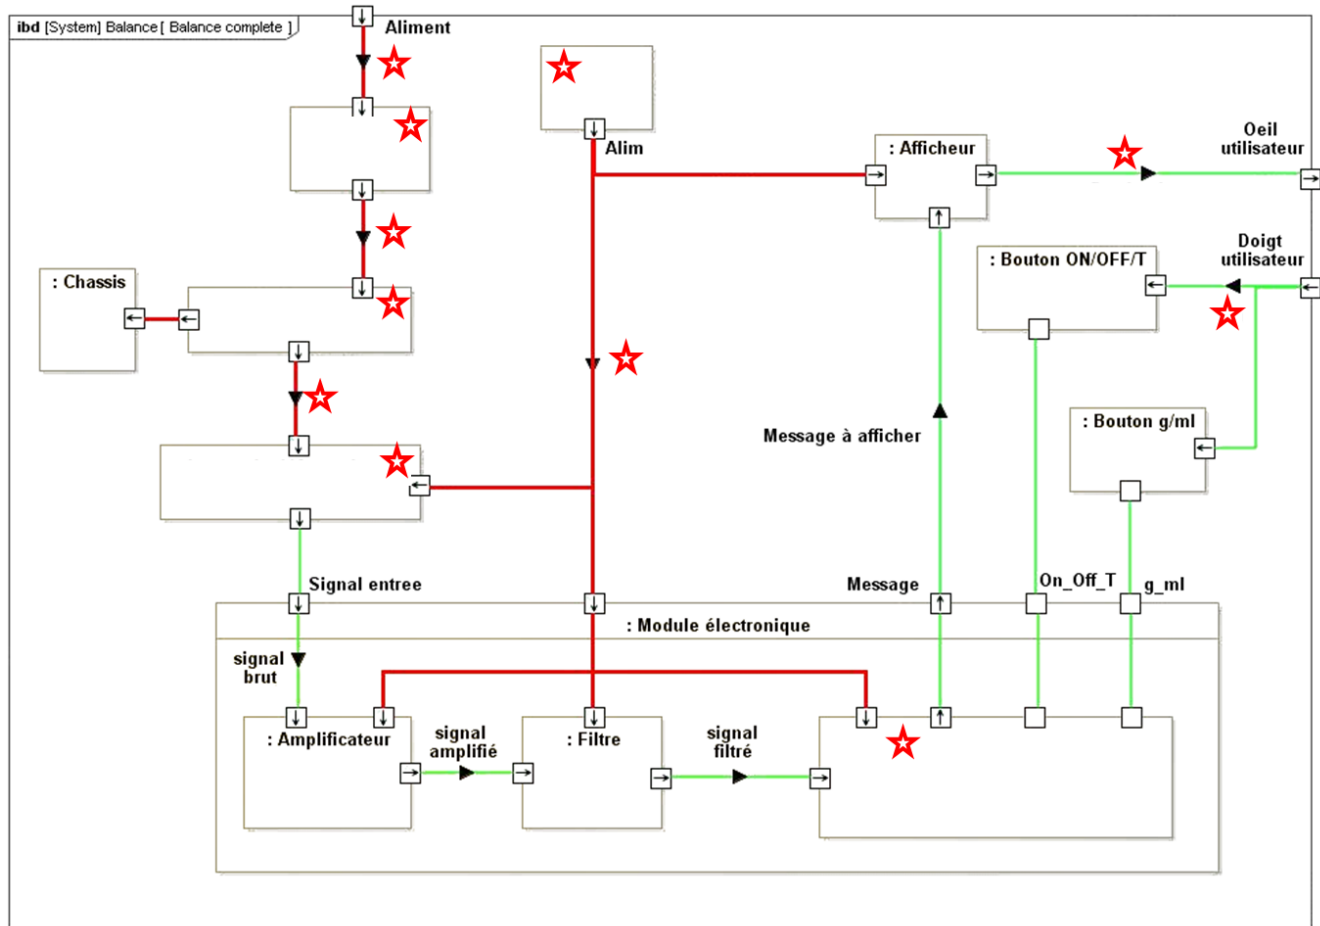 ibd [System] Balance [ Balance complete ]
Aliment
Alim
: Afficheur
Oeil
utilisateur
: Bouton ON/OFF/T
Doigt
utilisateur
: Chassis
: Bouton g/ml
Message à afficher
Signal entree
Message
On_Off_T
g_ml
: Module électronique
signal
brut
: Amplificateur
signal
amplifié
: Filtre
signal
filtré